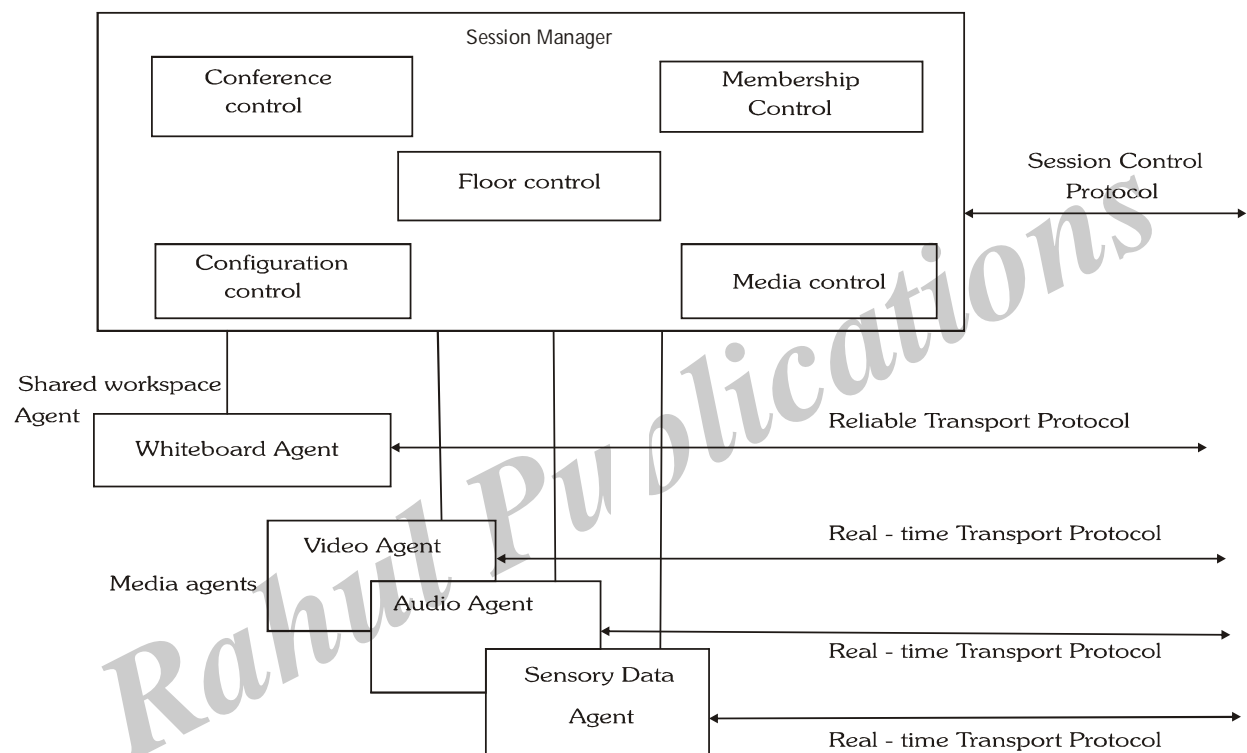 Session Manager
Conference
control
Membership
Control
Floor control
Session Control
Protocol
Configuration
control
Media control
Shared workspace
Agent
Whiteboard Agent
Reliable Transport Protocol
Video Agent
Real - time Transport Protocol
Media agents
Audio Agent
Real - time Transport Protocol
Sensory Data
Agent
Real - time Transport Protocol
Rahul Publications